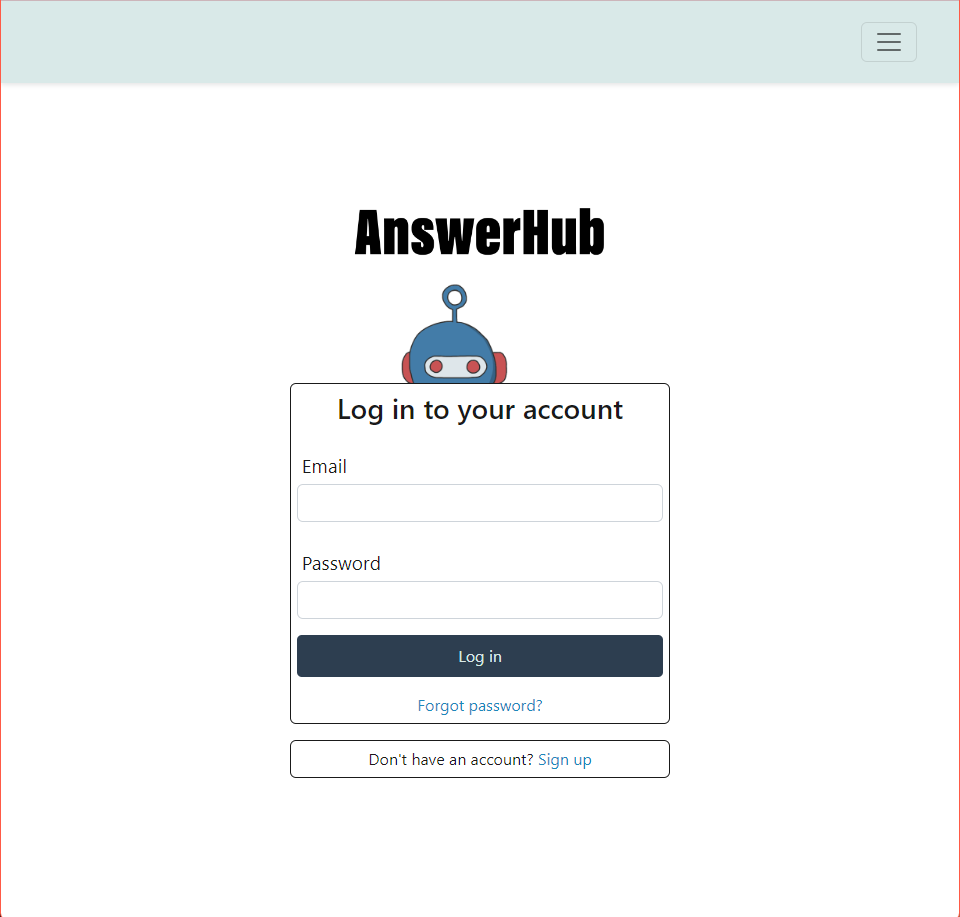 AnswerHub
Log in to your account
Email
Password
Log in
Forgot password?
Don't have an account? Sign up